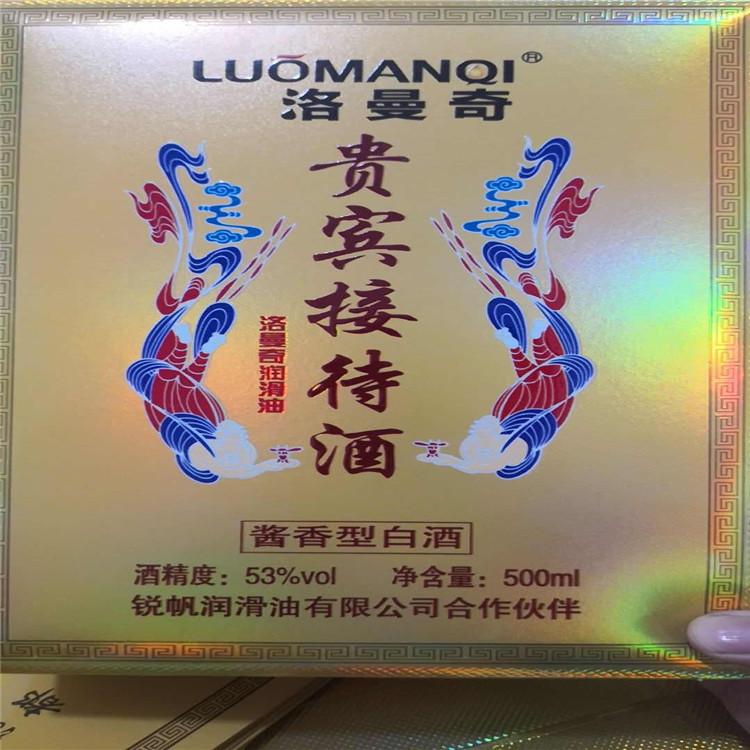 LUŌMANQI®
洛曼奇
贵宾接待酒
洛曼奇润滑油
酱香型白酒
酒精度：53%vol 净含量：500ml
锐帆润滑油有限公司合作伙伴